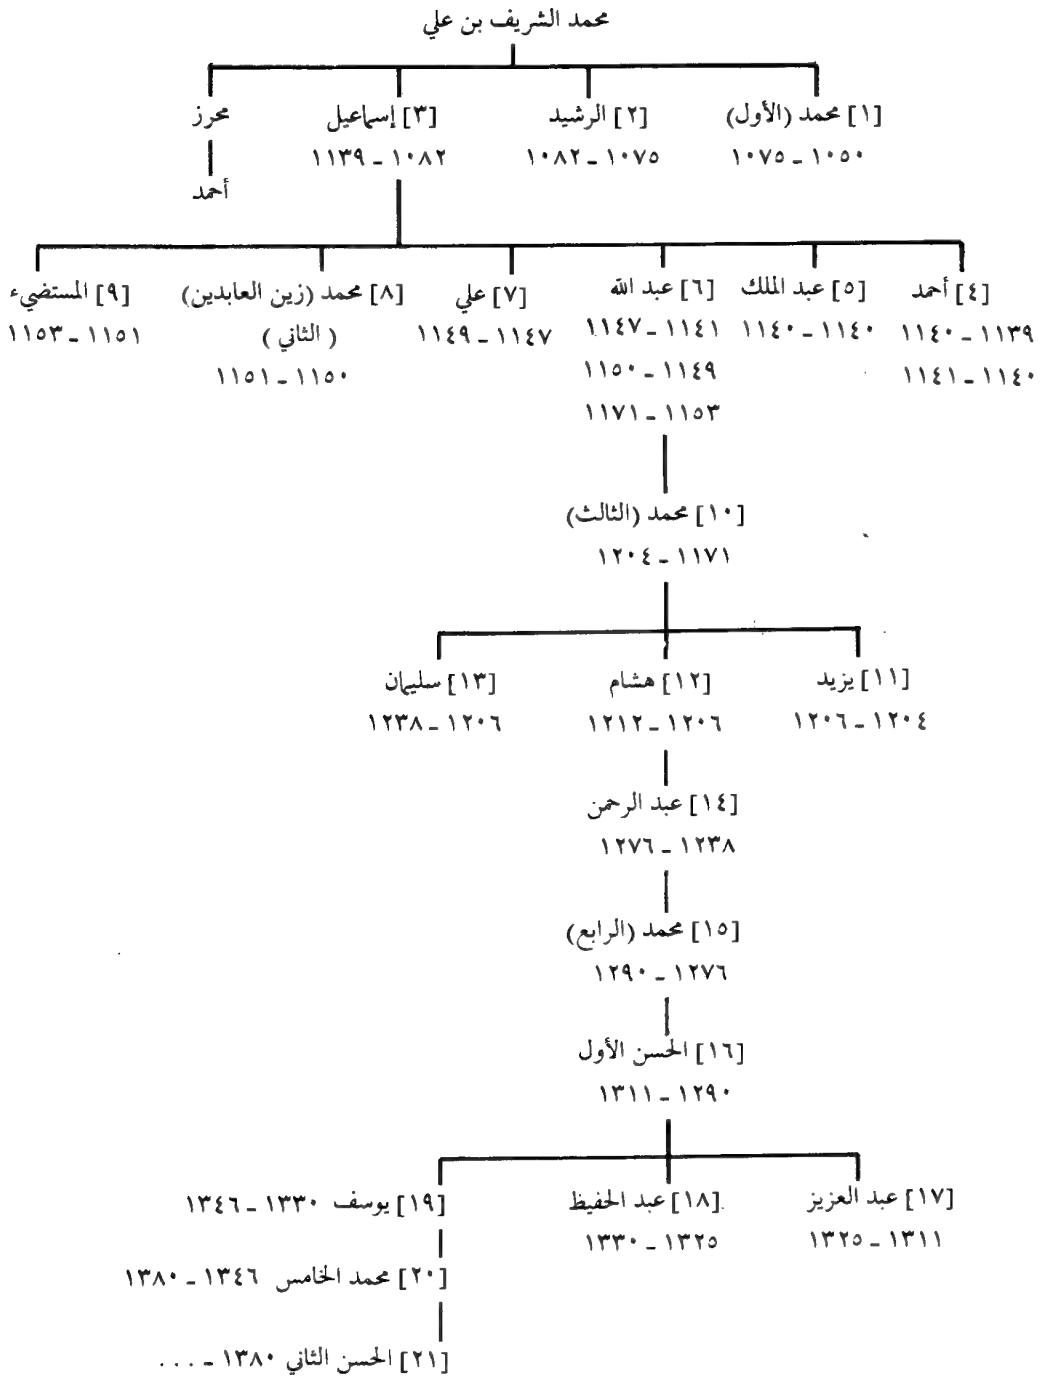 محمد الشريف بن علي
[١] محمد (الأول)
١٠٥٠ - ١٠٧٥
[٢] الرشيد
١٠٧٥ - ١٠٨٢
[٣] إسماعيل
١٠٨٢ - ١١٣٩
محرز
أحمد
[٤] أحمد
١١٣٩ - ١١٤٠
١١٤٠ - ١١٤١
[٥] عبد الملك
١١٤٠ - ١١٤٠
[٦] عبد الله
١١٤١ - ١١٤٧
١١٤٩ - ١١٥٠
١١٥٣ - ١١٧١
[٧] علي
١١٤٧ - ١١٤٩
[٨] محمد (زين العابدين)
( الثاني )
١١٥٠ - ١١٥١
[٩] المستضيء
١١٥١ - ١١٥٣
[١٠] محمد (الثالث)
١١٧١ - ١٢٠٤
[١١] يزيد
١٢٠٤ - ١٢٠٦
[١٢] هشام
١٢٠٦ - ١٢١٢
[١٣] سليمان
١٢٠٦ - ١٢٣٨
[١٤] عبد الرحمن
١٢٣٨ - ١٢٧٦
[١٥] محمد (الرابع)
١٢٧٦ - ١٢٩٠
[١٦] الحسن الأول
١٢٩٠ - ١٣١١
[١٧] عبد العزيز
١٣١١ - ١٣٢٥
[١٨] عبد الحفيظ
١٣٢٥ - ١٣٣٠
[١٩] يوسف ١٣٣٠ - ١٣٤٦
[٢٠] محمد الخامس ١٣٤٦ - ١٣٨٠
[٢١] الحسن الثاني ١٣٨٠ - ...